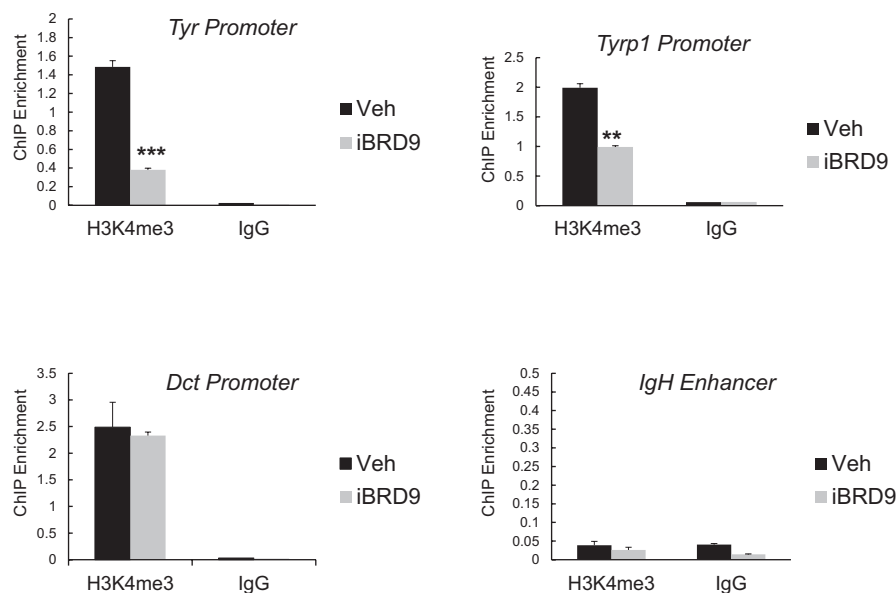 Tyr Promoter
ChIP Enrichment
2
1.8
1.6
1.4
1.2
1
0.8
0.6
0.4
0.2
0
***
H3K4me3 IgG
Veh
iBRD9
Tyrp1 Promoter
ChIP Enrichment
2.5
2
1.5
1
0.5
0
**
H3K4me3 IgG
Veh
iBRD9
Dct Promoter
ChIP Enrichment
3.5
3
2.5
2
1.5
1
0.5
0
H3K4me3 IgG
Veh
iBRD9
IgH Enhancer
ChIP Enrichment
0.5
0.45
0.4
0.35
0.3
0.25
0.2
0.15
0.1
0.05
0
H3K4me3 IgG
Veh
iBRD9